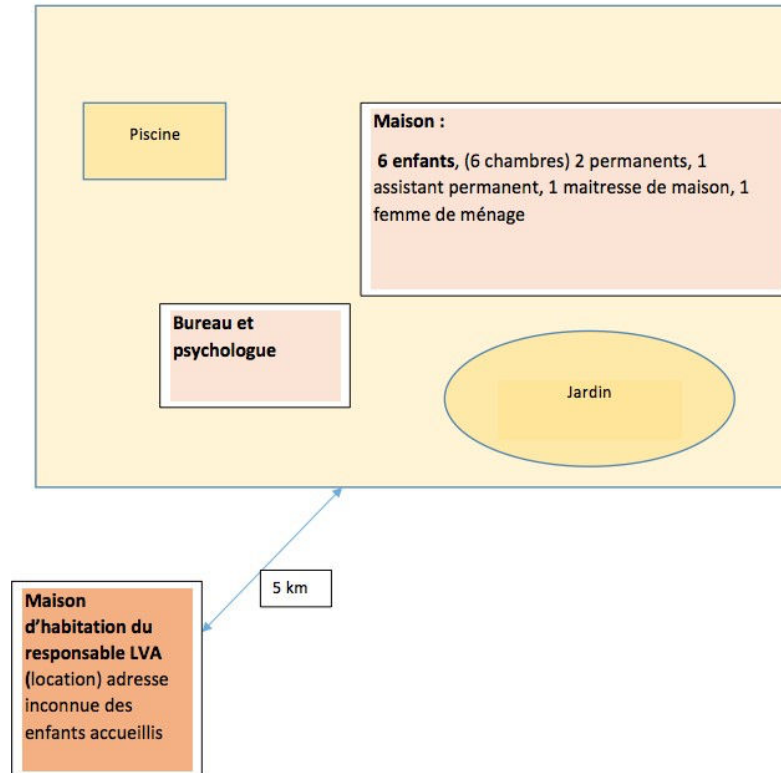 Piscine
Maison :
6 enfants, (6 chambres) 2 permanents, 1
assistant permanent, 1 maitresse de maison, 1
femme de ménage
Bureau et
psychologue
Jardin
5 km
Maison
d'habitation du
responsable LVA
(location) adresse
inconnue des
enfants accueillis